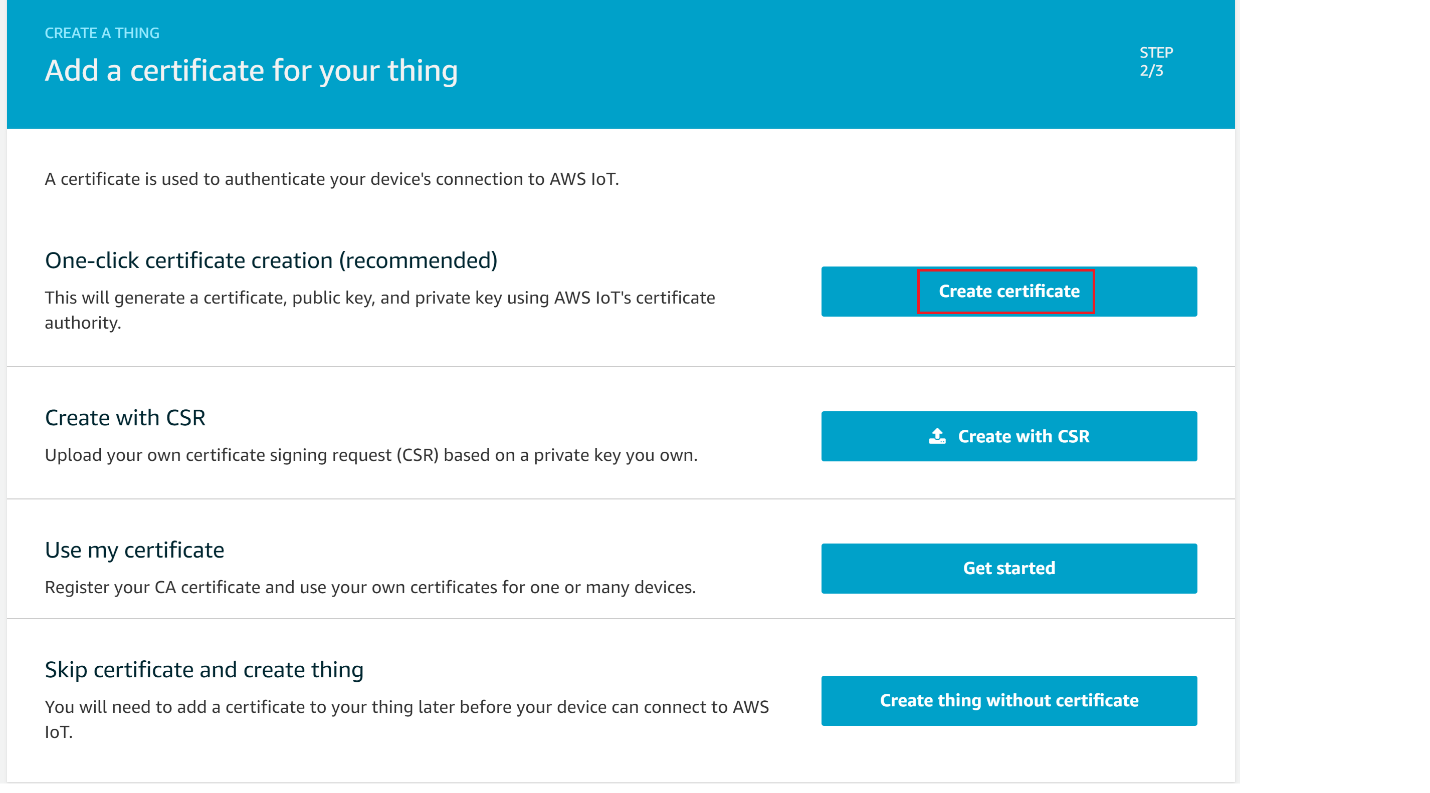 CREATE A THING
Add a certificate for your thing
STEP
2/3
A certificate is used to authenticate your device's connection to AWS IoT.
One-click certificate creation (recommended)
This will generate a certificate, public key, and private key using AWS IoT's certificate
authority.
Create certificate
Create with CSR
Upload your own certificate signing request (CSR) based on a private key you own.
Create with CSR
Use my certificate
Register your CA certificate and use your own certificates for one or many devices.
Get started
Skip certificate and create thing
You will need to add a certificate to your thing later before your device can connect to AWS
IoT.
Create thing without certificate